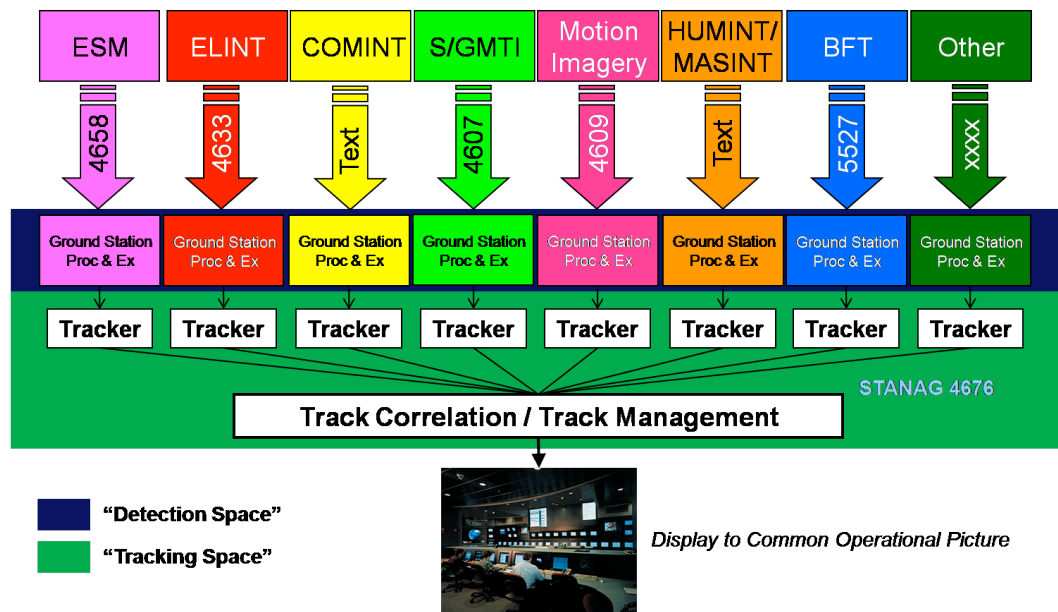 ESM
ELINT
COMINT
S/GMTI
Motion
Imagery
HUMINT/
MASINT
BFT
Other
4658
4633
Text
4607
4609
Text
5527
xxxx
Ground Station
Proc & Ex
Ground Station
Proc & Ex
Ground Station
Proc & Ex
Ground Station
Proc & Ex
Ground Station
Proc & Ex
Ground Station
Proc & Ex
Ground Station
Proc & Ex
Ground Station
Proc & Ex
Tracker
Tracker
Tracker
Tracker
Tracker
Tracker
Tracker
Tracker
STANAG 4676
Track Correlation / Track Management
“Detection Space”
“Tracking Space”
Display to Common Operational Picture